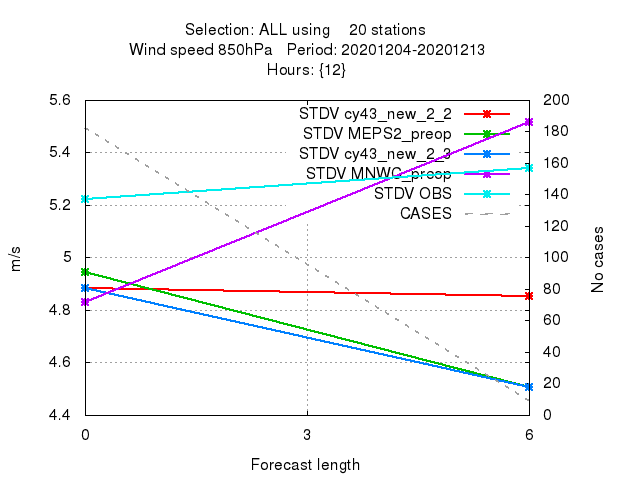 Selection: ALL using    20 stations
Wind speed 850hPa   Period: 20201204-20201213
Hours: {12}
5.6
5.4
5.2
5
4.8
4.6
4.4
m/s
STDV cy43_new_2_2
STDV MEPS2_preop
STDV cy43_new_2_3
STDV MNWC_preop
STDV OBS
CASES
200
180
160
140
120
100
80
60
40
20
0
No cases
0 3 6
Forecast length